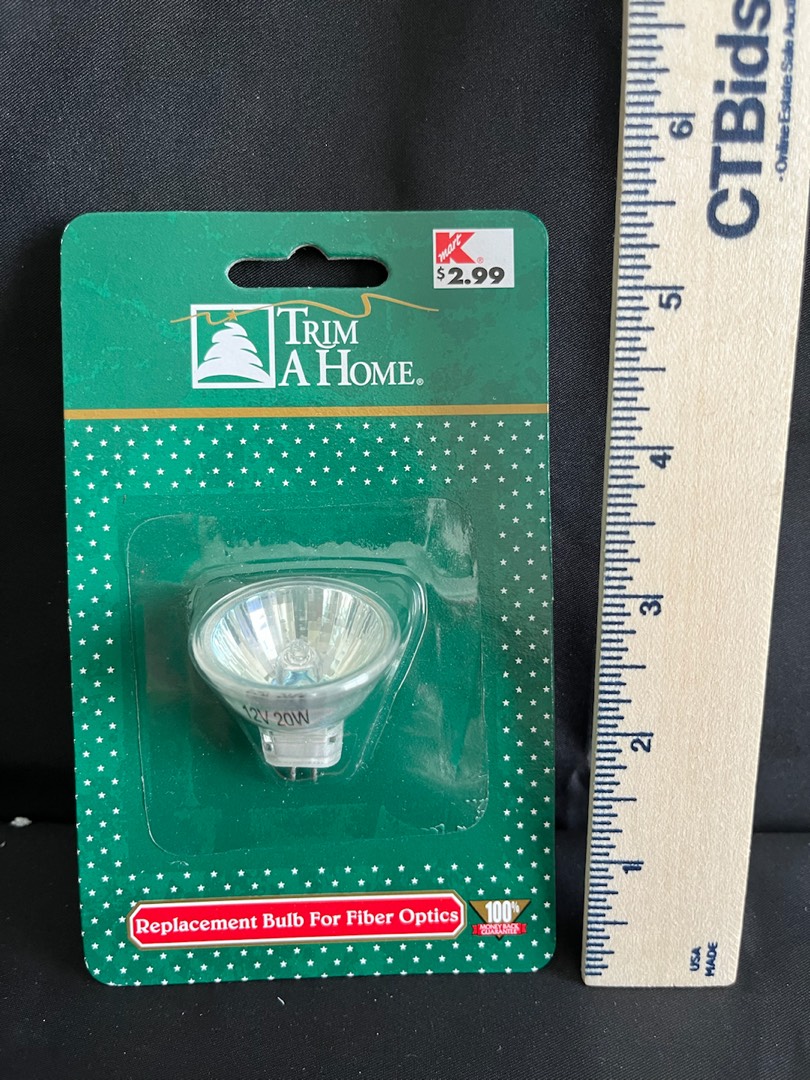 K
mart
®
$2.99
TRIM
A HOME®
12V 20W
Replacement Bulb For Fiber Optics
100%
MONEY BACK
GUARANTEE
CTBids
- Online Estate Sale Auc
6
5
4
3
2
1
USA
MADE